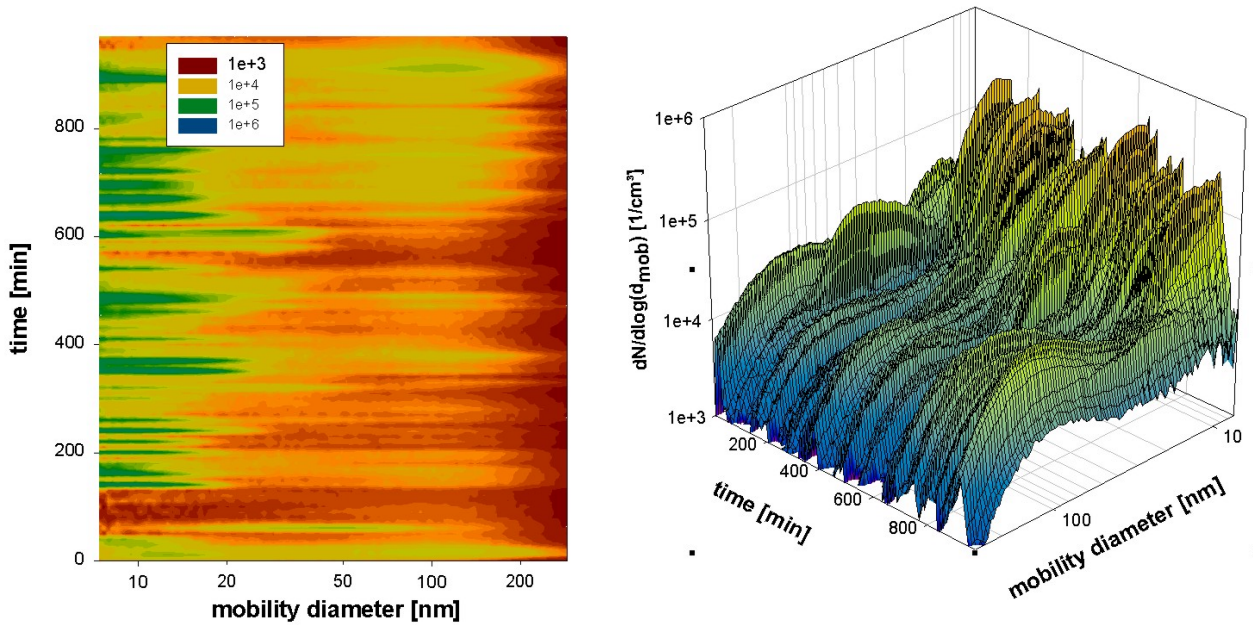 1e+3
1e+4
1e+5
1e+6
800
600
400
200
0
time [min]
10
20
50
100
200
mobility diameter [nm]
1e+6
1e+5
1e+4
1e+3
dN/dlog(dmob) [1/cm³]
200
400
600
800
time [min]
100
10
mobility diameter [nm]